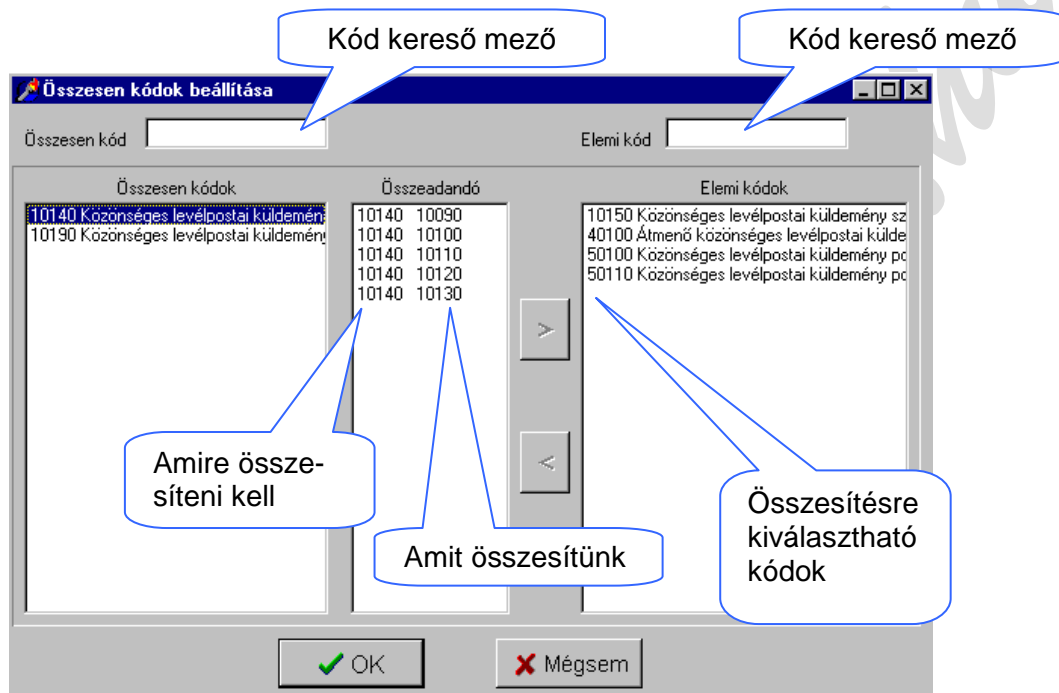 Kód kereső mező
Kód kereső mező
Összesen kódok beállítása
Összesen kód
Elemi kód
Összesen kódok
Összeadandó
Elemi kódok
10140 Közönséges levélpostai küldemén
10190 Közönséges levélpostai küldemén
10140 10090
10140 10100
10140 10110
10140 10120
10140 10130
10150 Közönséges levélpostai küldemény sz
40100 Átmenő közönséges levélpostai külde
50100 Közönséges levélpostai küldemény po
50110 Közönséges levélpostai küldemény po
>
<
Amire össze-
síteni kell
Amit összesítünk
Összesítésre
kiválasztható
kódok
OK
Mégsem